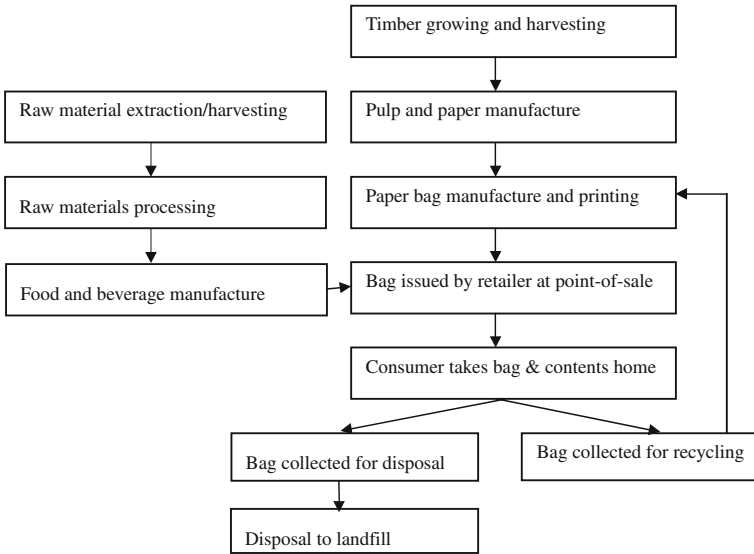 Timber growing and harvesting
Raw material extraction/harvesting
Pulp and paper manufacture
Raw materials processing
Paper bag manufacture and printing
Food and beverage manufacture
Bag issued by retailer at point-of-sale
Consumer takes bag & contents home
Bag collected for disposal
Bag collected for recycling
Disposal to landfill